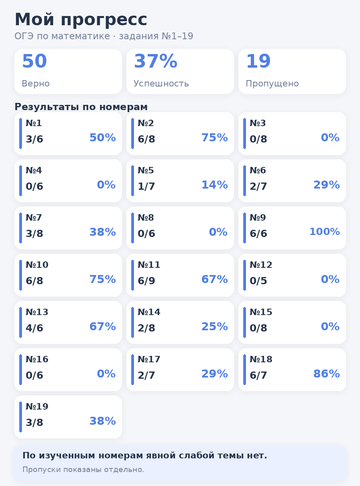 Мой прогресс
ОГЭ по математике · задания №1–19
50 37% 19
Верно Успешность Пропущено
Результаты по номерам
№1 №2 №3
3/6 50% 6/8 75% 0/8 0%
№4 №5 №6
0/6 0% 1/7 14% 2/7 29%
№7 №8 №9
3/8 38% 0/6 0% 6/6 100%
№10 №11 №12
6/8 75% 6/9 67% 0/5 0%
№13 №14 №15
4/6 67% 2/8 25% 0/8 0%
№16 №17 №18
0/6 0% 2/7 29% 6/7 86%
№19
3/8 38%
По изученным номерам явной слабой темы нет.
Пропуски показаны отдельно.